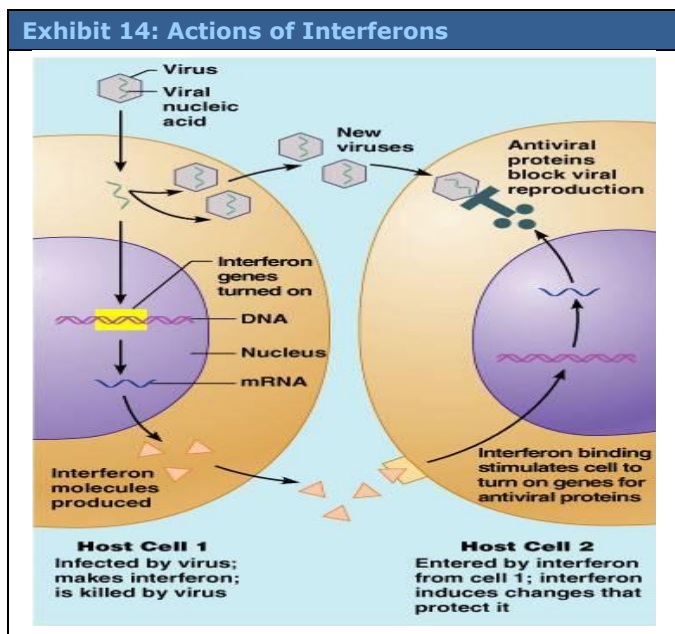 Exhibit 14: Actions of Interferons
Virus
Viral
nucleic
acid
New
viruses
Antiviral
proteins
block viral
reproduction
Interferon
genes
turned on
DNA
Nucleus
mRNA
Interferon
molecules
produced
Interferon binding
stimulates cell to
turn on genes for
antiviral proteins
Host Cell 1
Infected by virus;
makes interferon;
is killed by virus
Host Cell 2
Entered by interferon
from cell 1; interferon
induces changes that
protect it